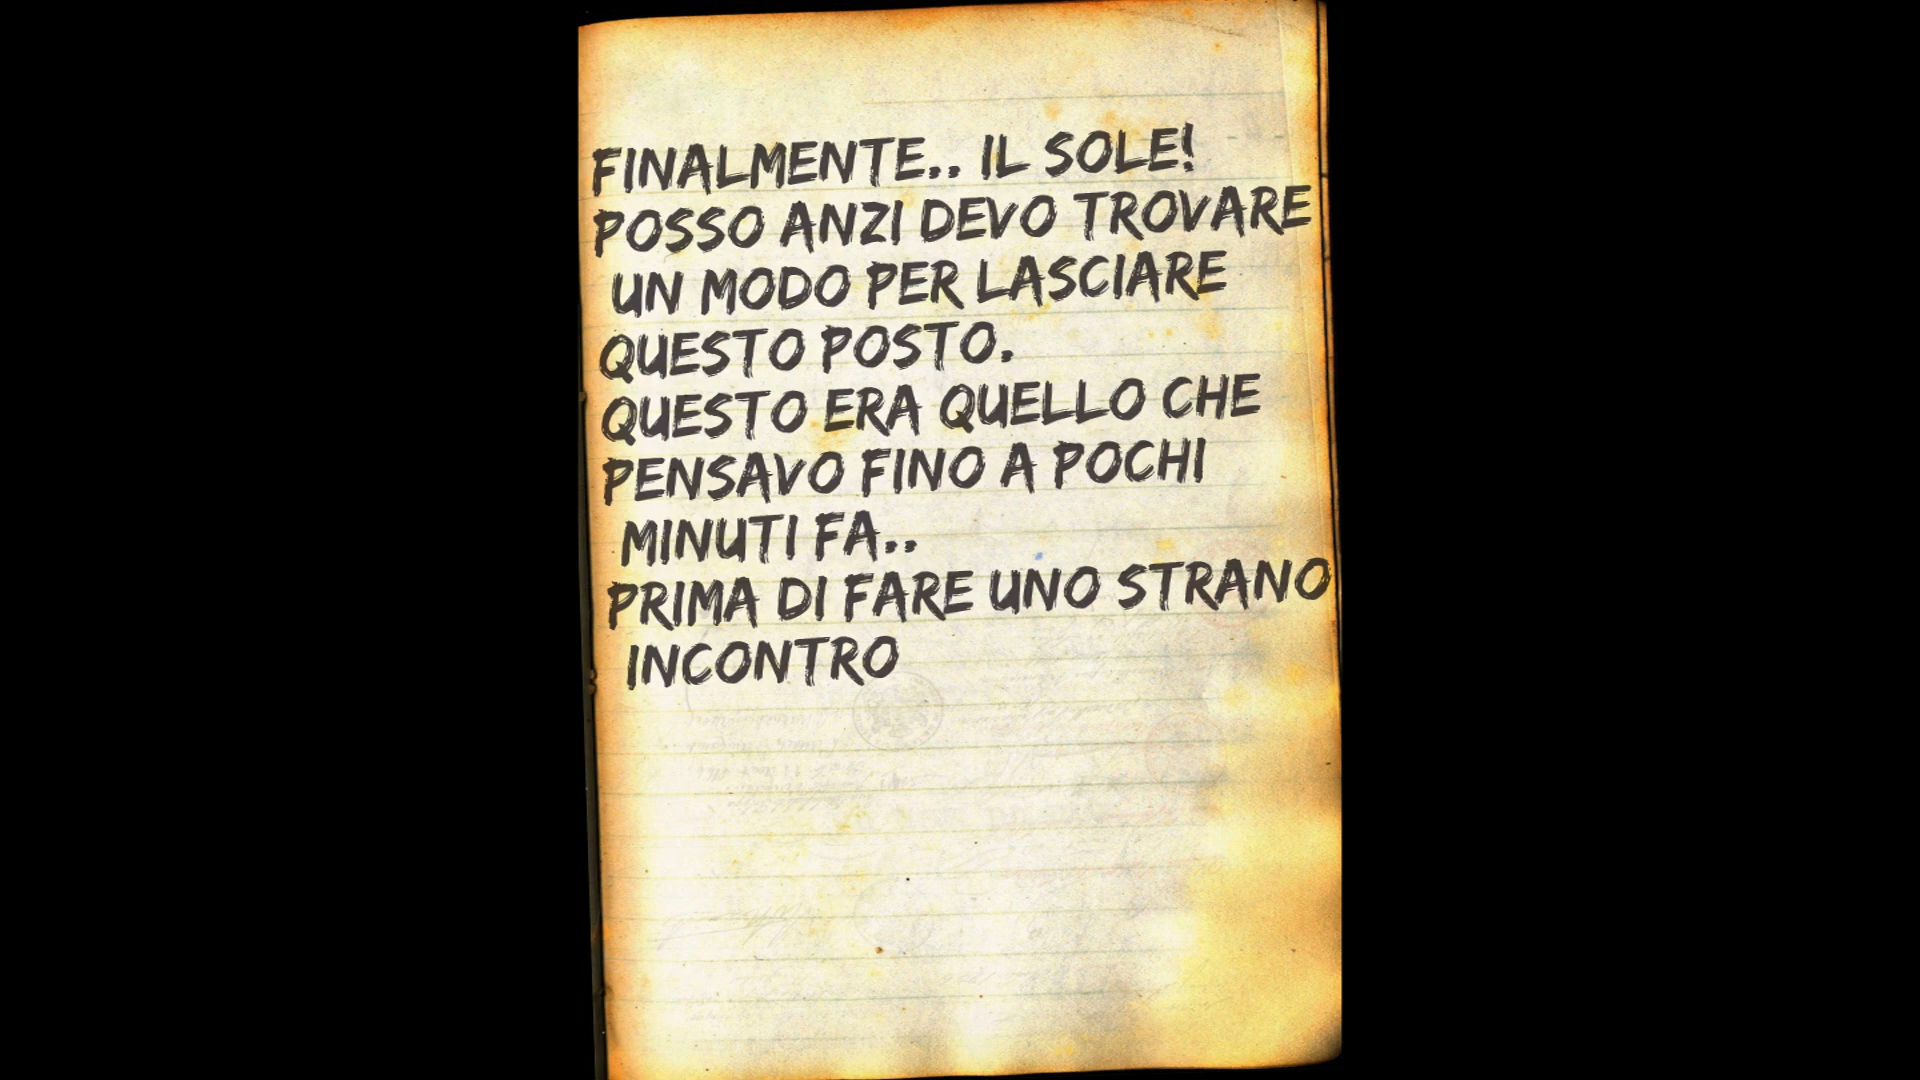 FINALMENTE.. IL SOLE!
POSSO ANZI DEVO TROVARE
UN MODO PER LASCIARE
QUESTO POSTO.
QUESTO ERA QUELLO CHE
PENSAVO FINO A POCHI
MINUTI FA..
PRIMA DI FARE UNO STRANO
INCONTRO